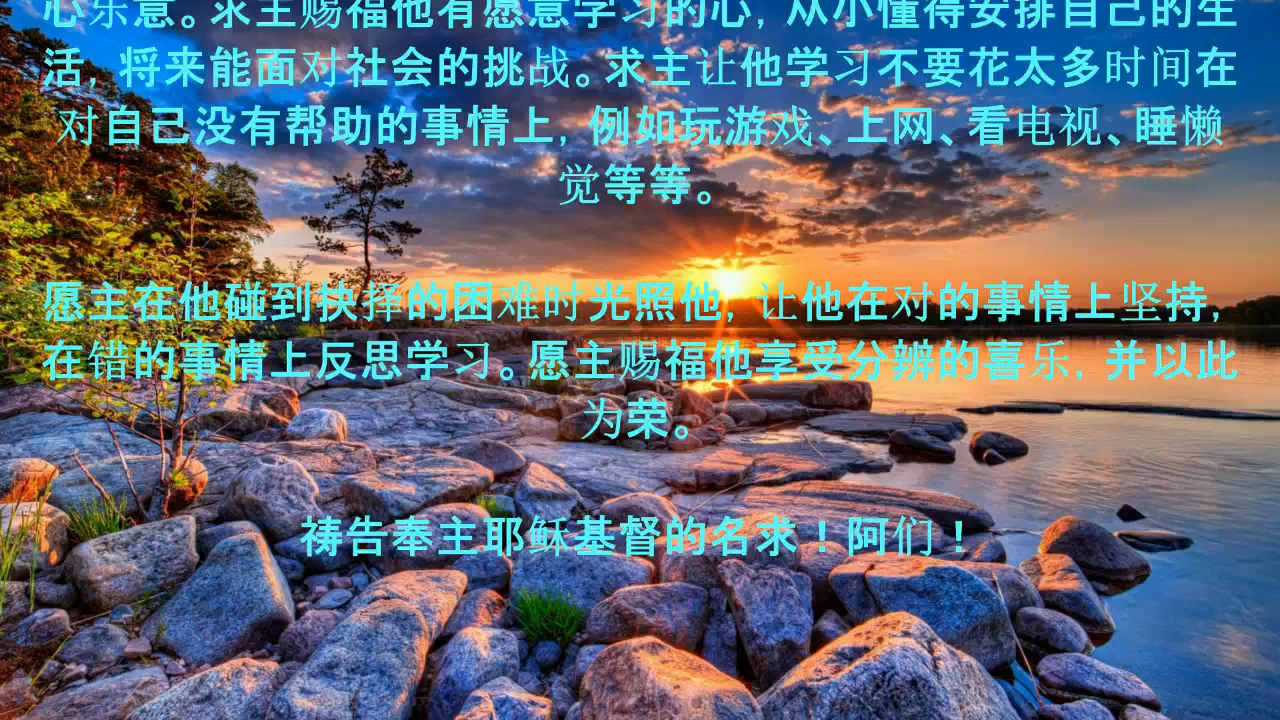 心乐意。求主赐福他有愿意学习的心，从小懂得安排自己的生
活，将来能面对社会的挑战。求主让他学习不要花太多时间在
对自己没有帮助的事情上，例如玩游戏、上网、看电视、睡懒
觉等等。
愿主在他碰到抉择的困难时光照他，让他在对的事情上坚持，
在错的事情上反思学习。愿主赐福他享受分辨的喜乐，并以此
为荣。
祷告奉主耶稣基督的名求！阿们！